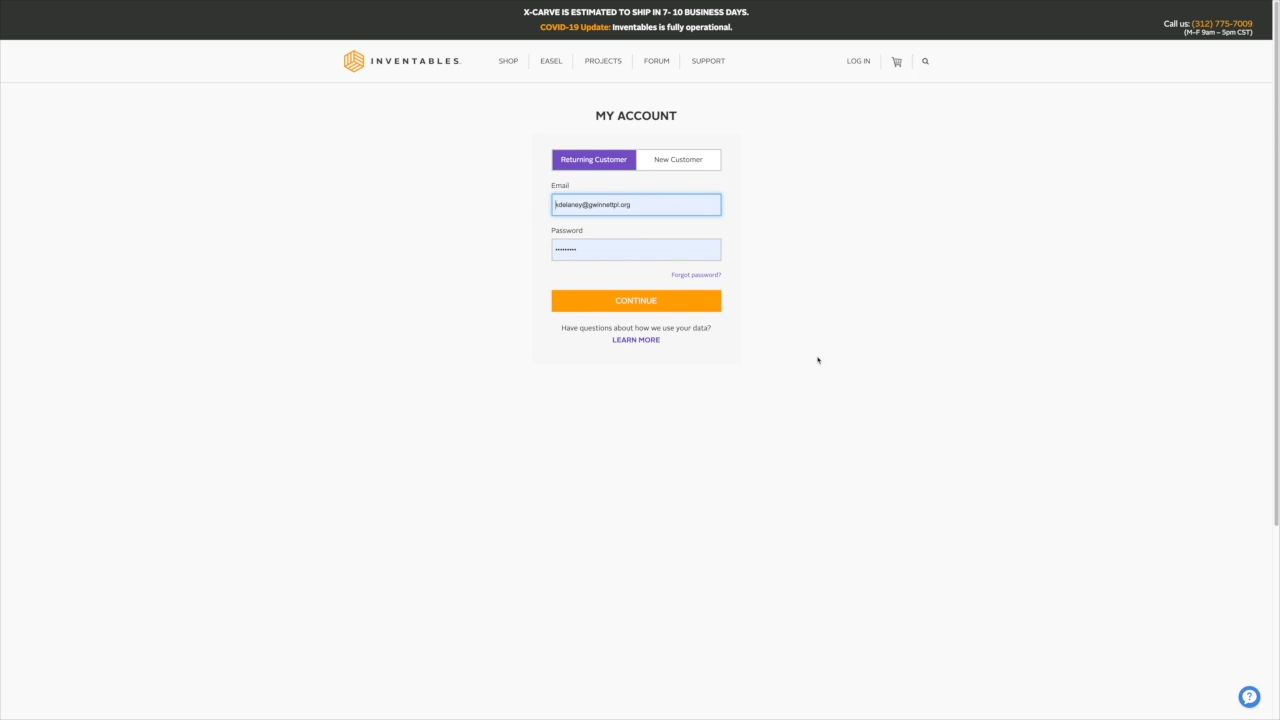 X-CARVE IS ESTIMATED TO SHIP IN 7- 10 BUSINESS DAYS.
COVID-19 Update: Inventables is fully operational.
Call us: (312) 775-7009
(M-F 9am – 5pm CST)
INVENTABLES.
SHOP
EASEL
PROJECTS
FORUM
SUPPORT
LOG IN
MY ACCOUNT
Returning Customer
New Customer
Email
kdelaney@gwinnettpl.org
Password
•••••••••
Forgot password?
CONTINUE
Have questions about how we use your data?
LEARN MORE
?